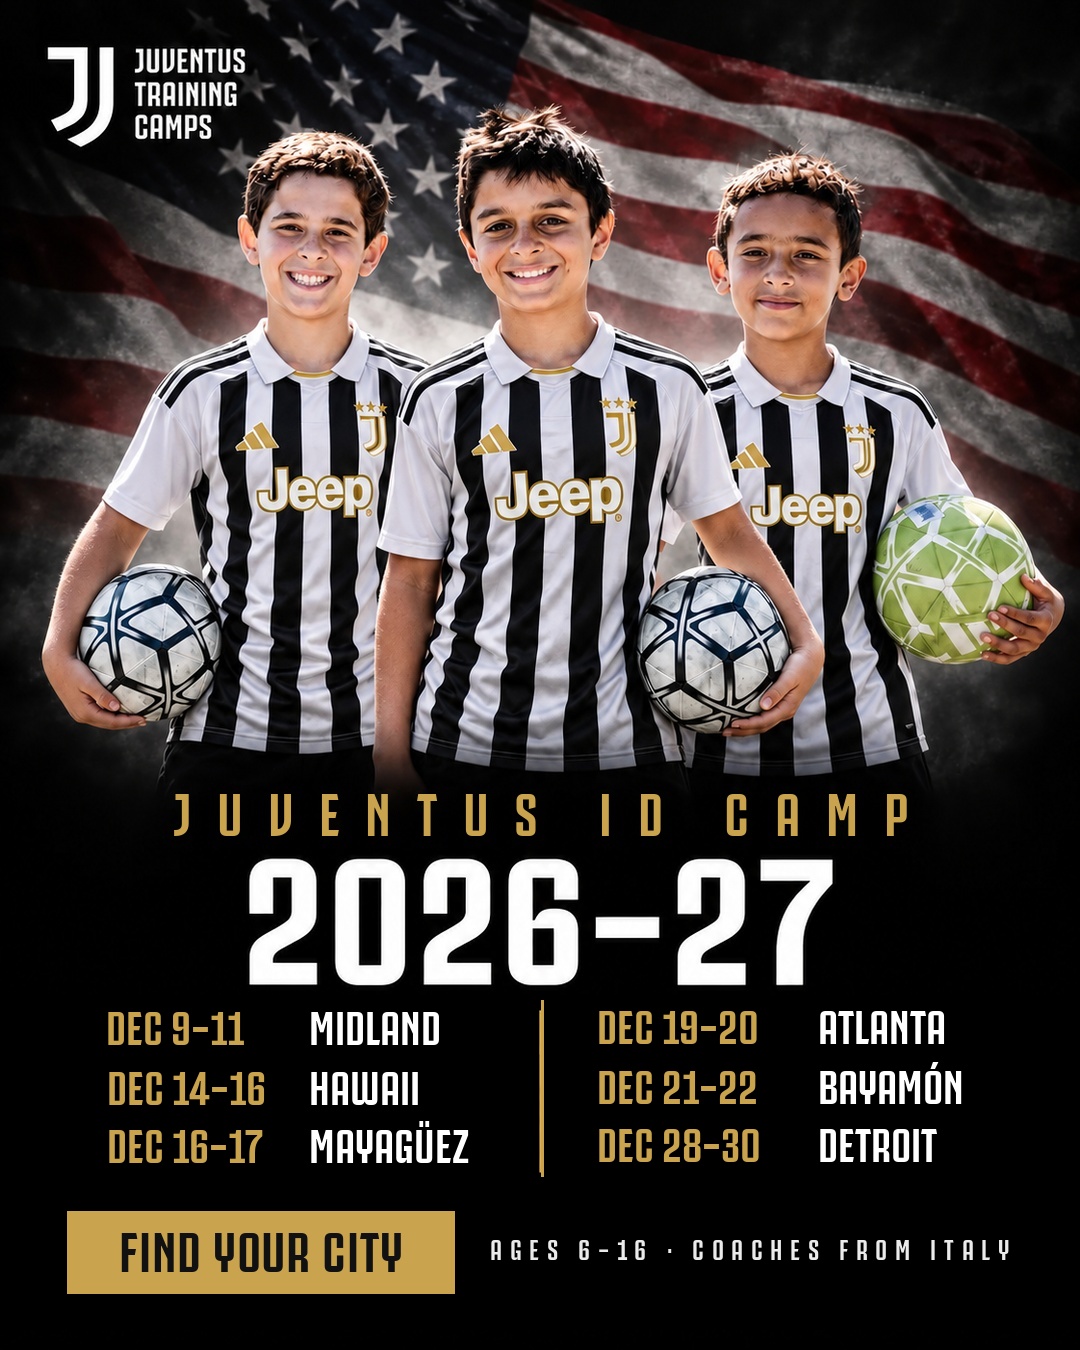 JUVENTUS
TRAINING
CAMPS
Jeep
Jeep
Jeep
JUVENTUS ID CAMP
2026-27
DEC 9-11 MIDLAND
DEC 14-16 HAWAII
DEC 16-17 MAYAGÜEZ
DEC 19-20 ATLANTA
DEC 21-22 BAYAMÓN
DEC 28-30 DETROIT
FIND YOUR CITY
AGES 6-16 · COACHES FROM ITALY